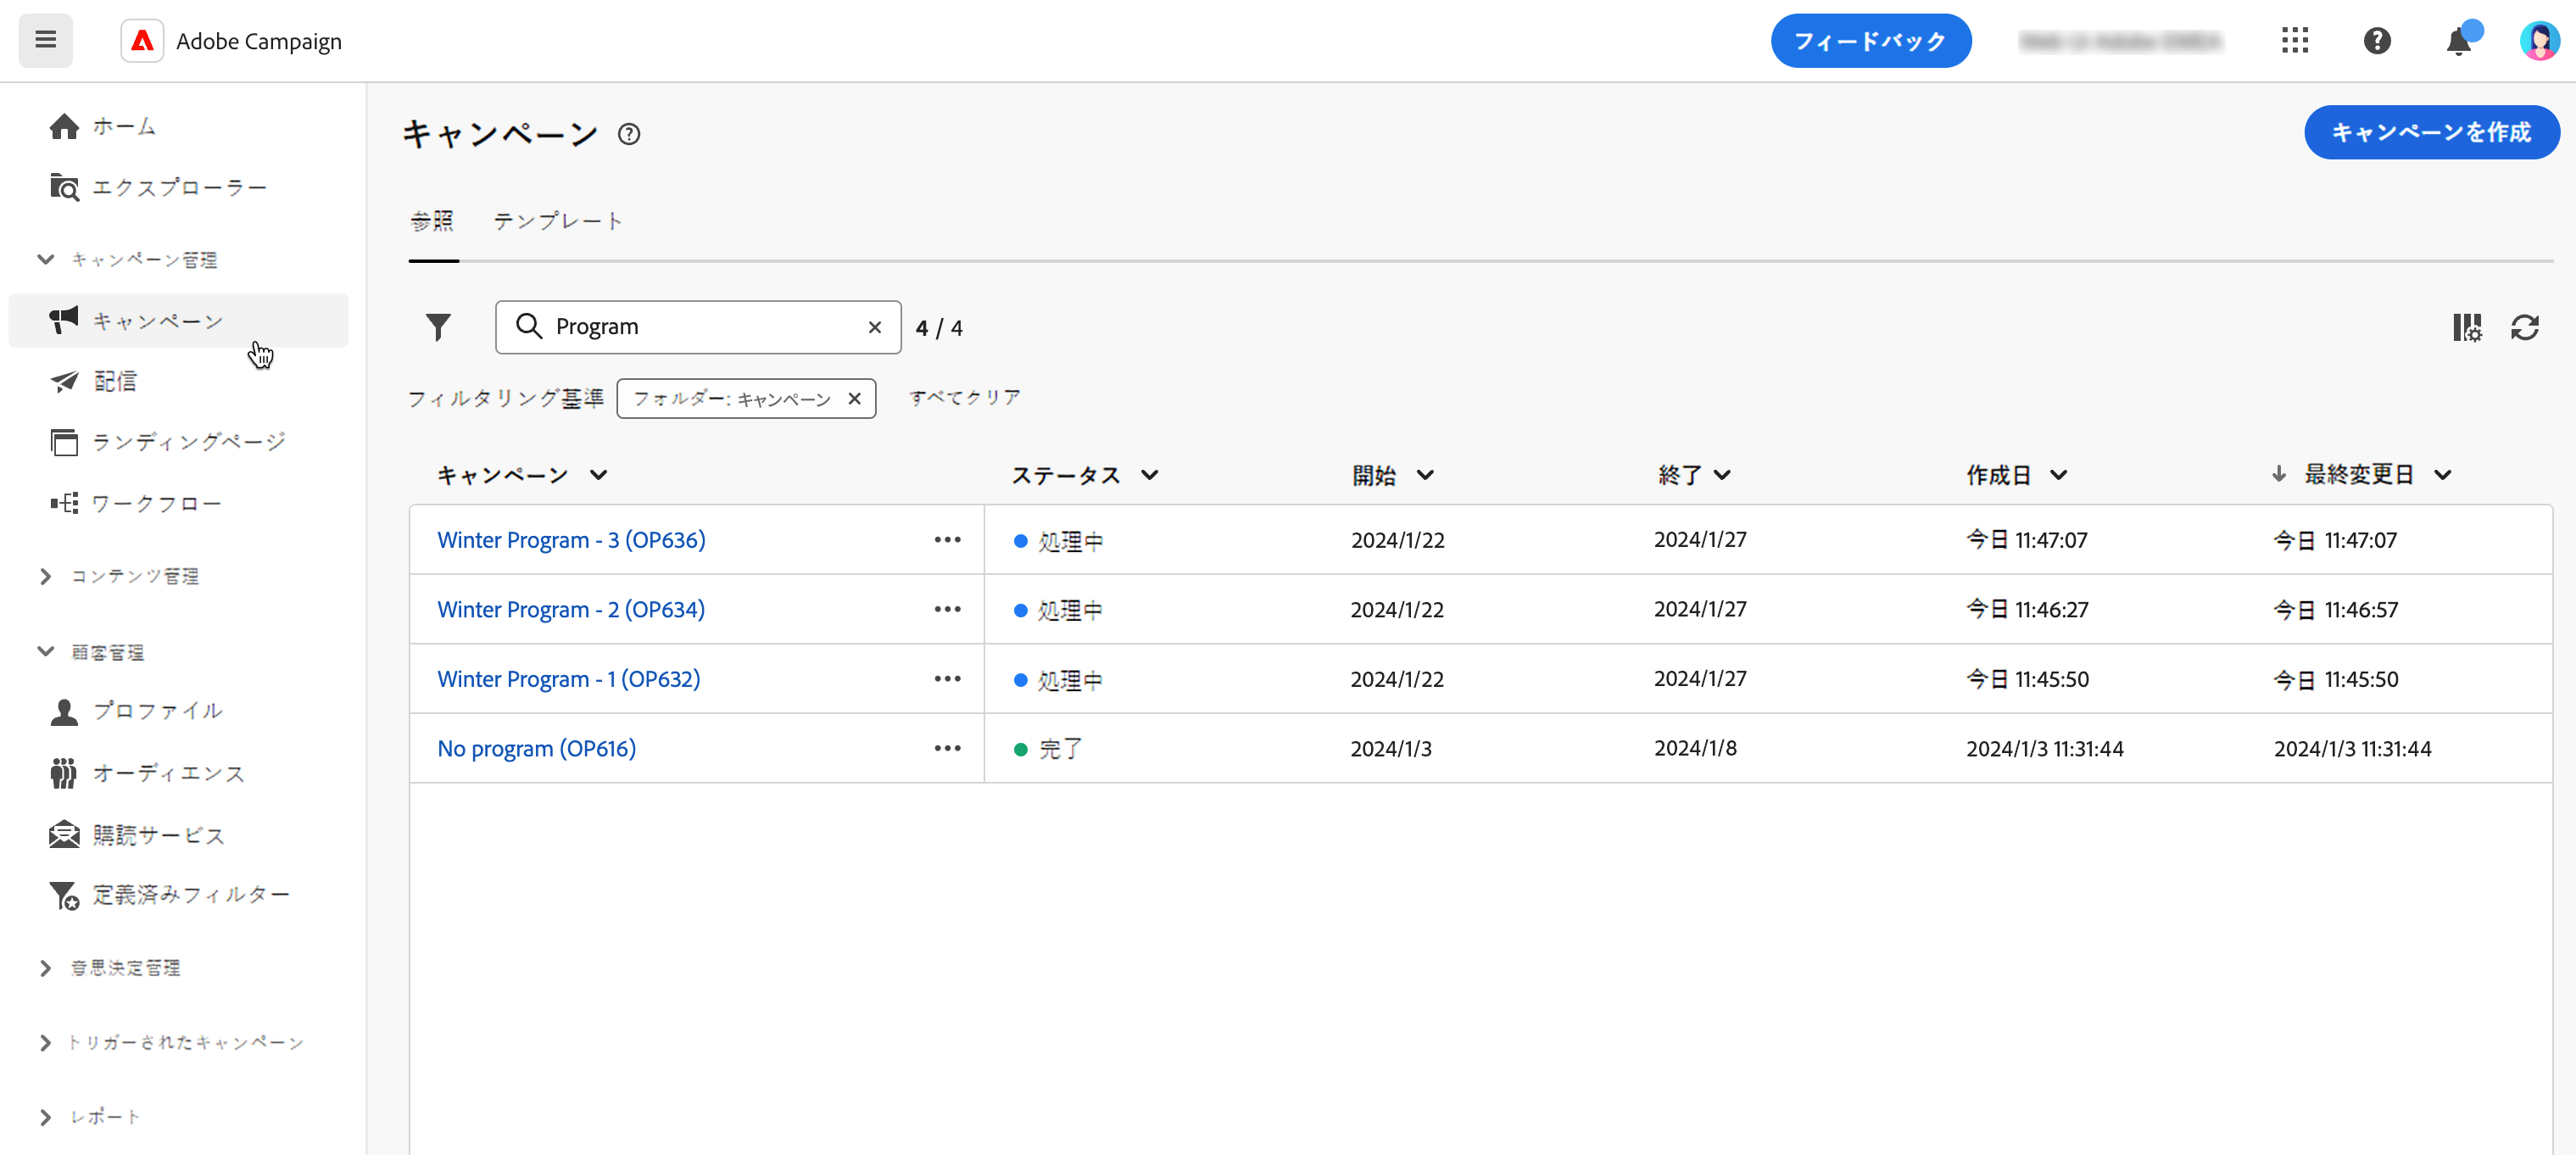 Adobe Campaign
フィードバック
ホーム
エクスプローラー
キャンペーン管理
キャンペーン
配信
ランディングページ
ワークフロー
コンテンツ管理
顧客管理
プロファイル
オーディエンス
購読サービス
定義済みフィルター
意思決定管理
トリガーされたキャンペーン
レポート
キャンペーン
キャンペーンを作成
参照 テンプレート
Program 4 / 4
フィルタリング基準 フォルダー: キャンペーン すべてクリア
キャンペーン ステータス 開始 終了 作成日 最終変更日
Winter Program - 3 (OP636) 処理中 2024/1/22 2024/1/27 今日 11:47:07 今日 11:47:07
Winter Program - 2 (OP634) 処理中 2024/1/22 2024/1/27 今日 11:46:27 今日 11:46:57
Winter Program - 1 (OP632) 処理中 2024/1/22 2024/1/27 今日 11:45:50 今日 11:45:50
No program (OP616) 完了 2024/1/3 2024/1/8 2024/1/3 11:31:44 2024/1/3 11:31:44